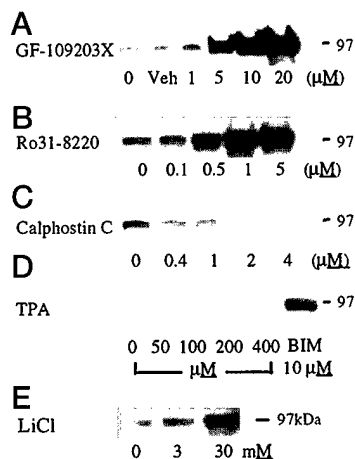 A
GF-109203X - 97
0 Veh 1 5 10 20 (µM)
B
Ro31-8220 - 97
0 0.1 0.5 1 5 (µM)
C
Calphostin C - 97
0 0.4 1 2 4 (µM)
D
TPA - 97
0 50 100 200 400 BIM
µM 10 µM
E
LiCl - 97kDa
0 3 30 mM